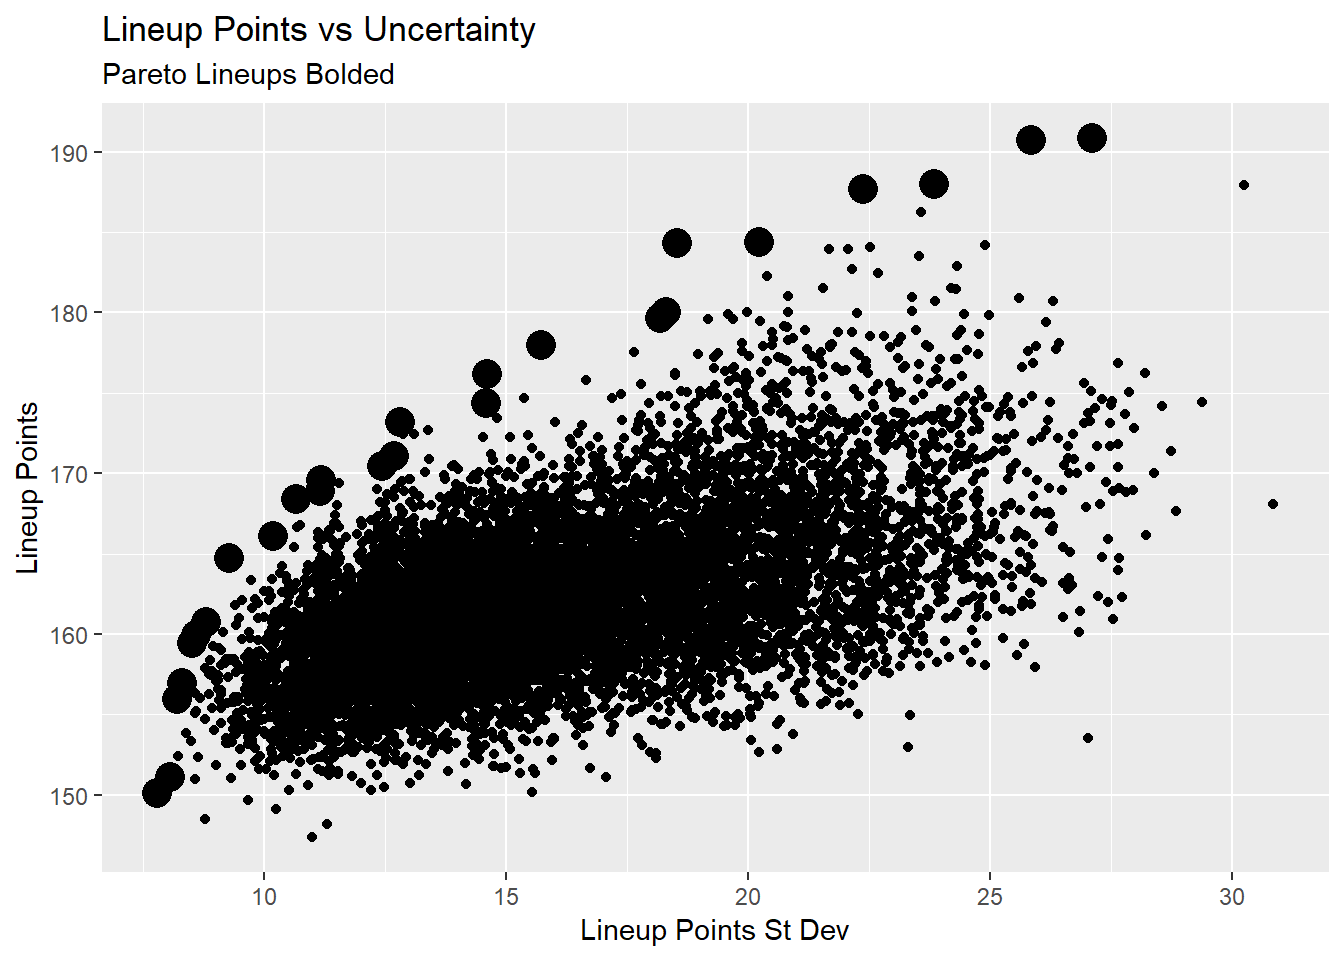 Lineup Points vs Uncertainty
Pareto Lineups Bolded
190
180
170
160
150
Lineup Points
10 15 20 25 30
Lineup Points St Dev